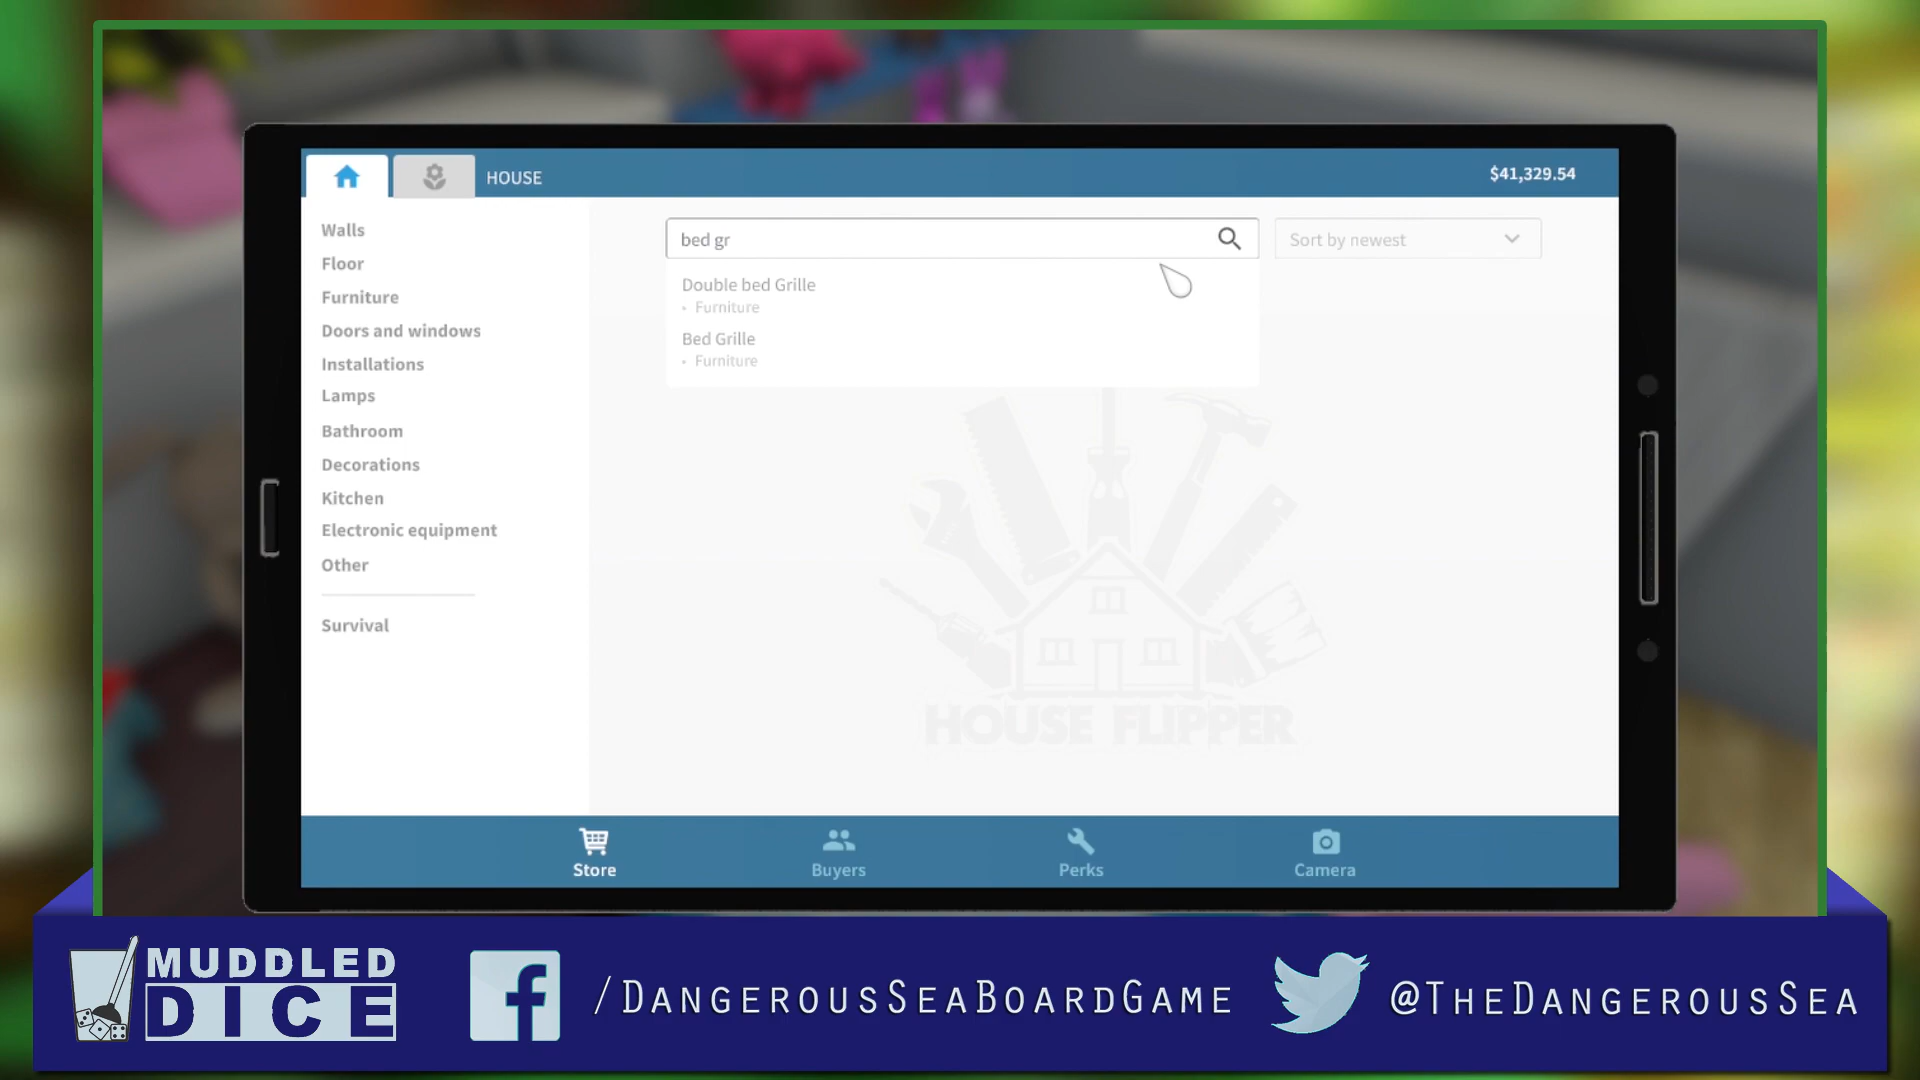 HOUSE
$41,329.54
Walls
Floor
Furniture
Doors and windows
Installations
Lamps
Bathroom
Decorations
Kitchen
Electronic equipment
Other
Survival
bed gr
Sort by newest
Double bed Grille
• Furniture
Bed Grille
• Furniture
HOUSE FLIPPER
Store
Buyers
Perks
Camera
MUDDLED
DICE
/DANGEROUSSEABOARDGAME
@THEDANGEROUSSEA